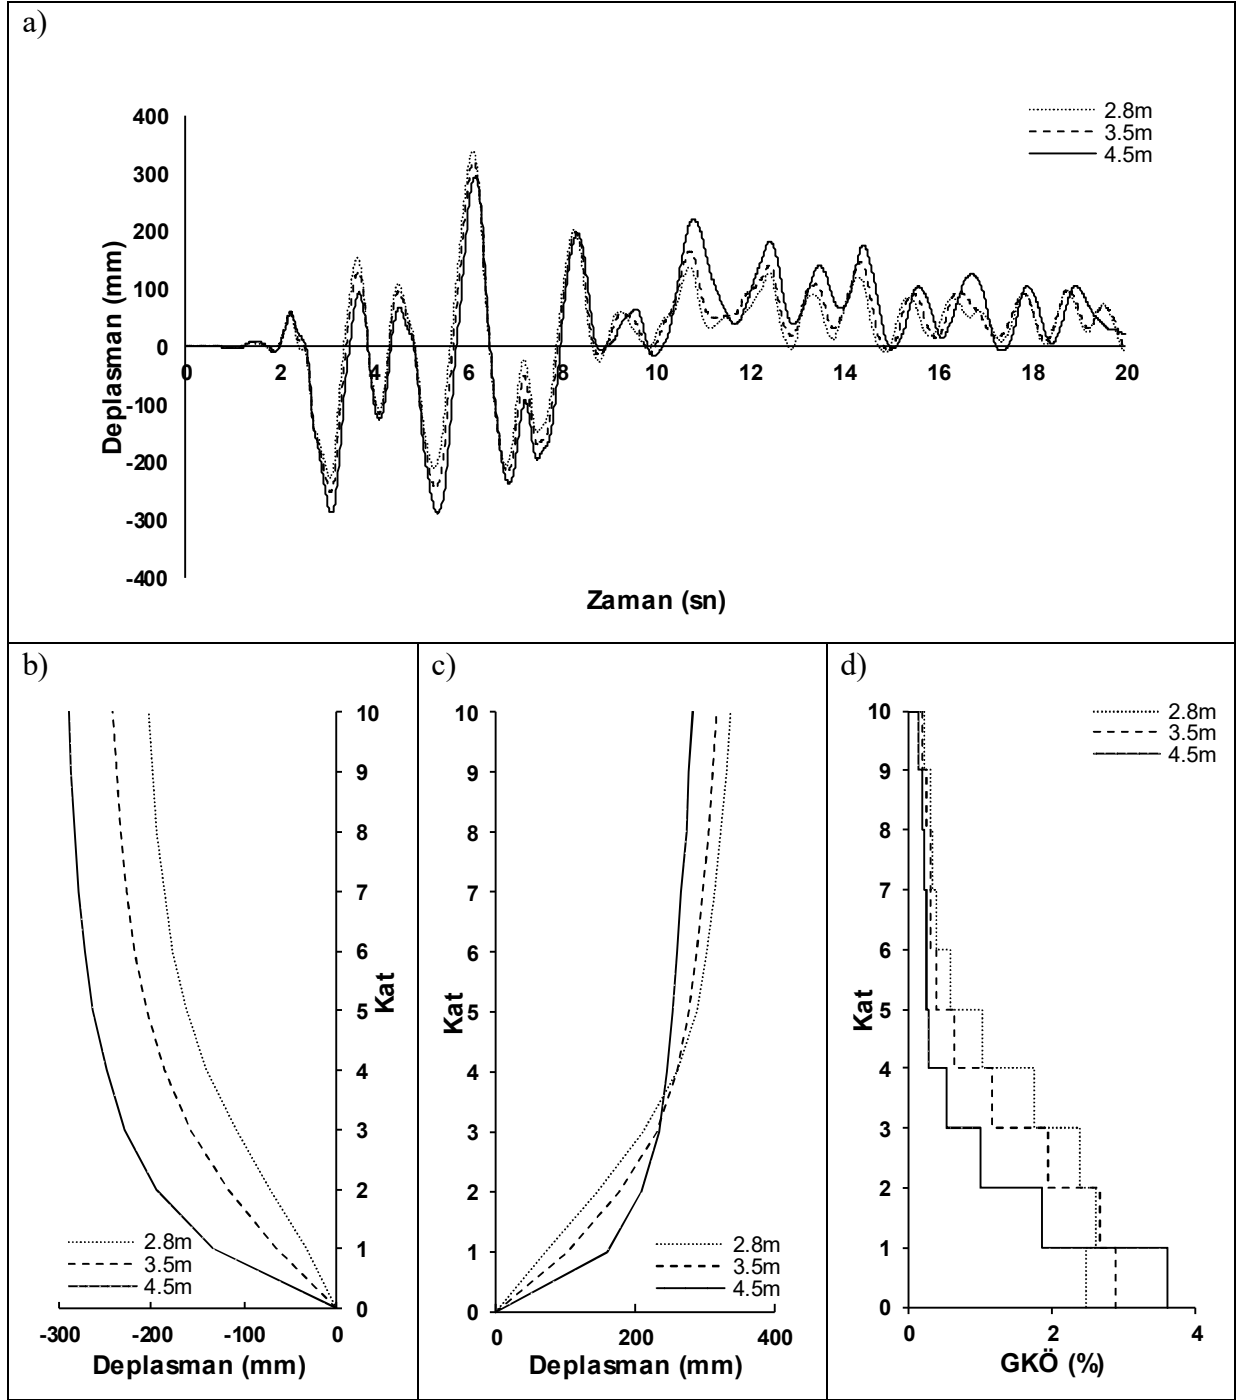 a)
2.8m
3.5m
4.5m
400
300
200
100
0
-100
-200
-300
-400
Deplasman (mm)
0 2 4 6 8 10 12 14 16 18 20
Zaman (sn)
b)
10
9
8
7
6
5
4
3
2
1
0
Kat
2.8m
3.5m
4.5m
-300 -200 -100 0
Deplasman (mm)
c)
10
9
8
7
6
5
4
3
2
1
0
Kat
2.8m
3.5m
4.5m
0 200 400
Deplasman (mm)
d)
2.8m
3.5m
4.5m
10
9
8
7
6
5
4
3
2
1
0
Kat
0 2 4
GKÖ (%)